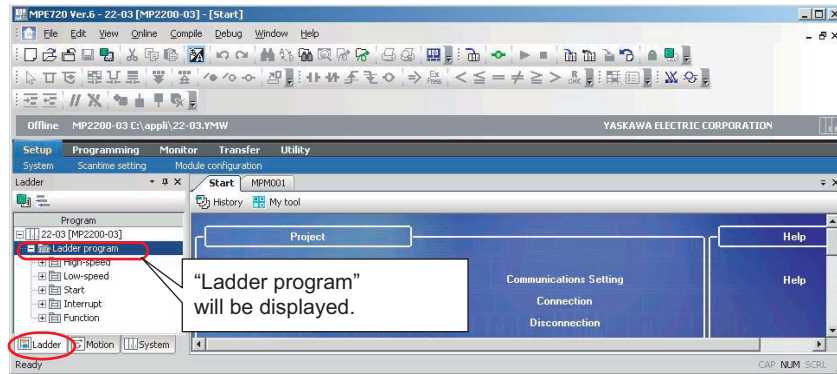 MPE720 Ver.6 - 22-03 [MP2200-03] - [Start]
File Edit View Online Compile Debug Window Help
Offline MP2200-03 C:\appli\22-03.YMW YASKAWA ELECTRIC CORPORATION
Setup Programming Monitor Transfer Utility
System Scantime setting Module configuration
Ladder Start MPM001
History My tool
Program
22-03 [MP2200-03]
Project Help
Ladder program
High-speed
Low-speed
Start
Interrupt
Function
“Ladder program”
will be displayed.
Communications Setting Help
Connection
Disconnection
Ladder Motion System
Ready CAP NUM SCRL